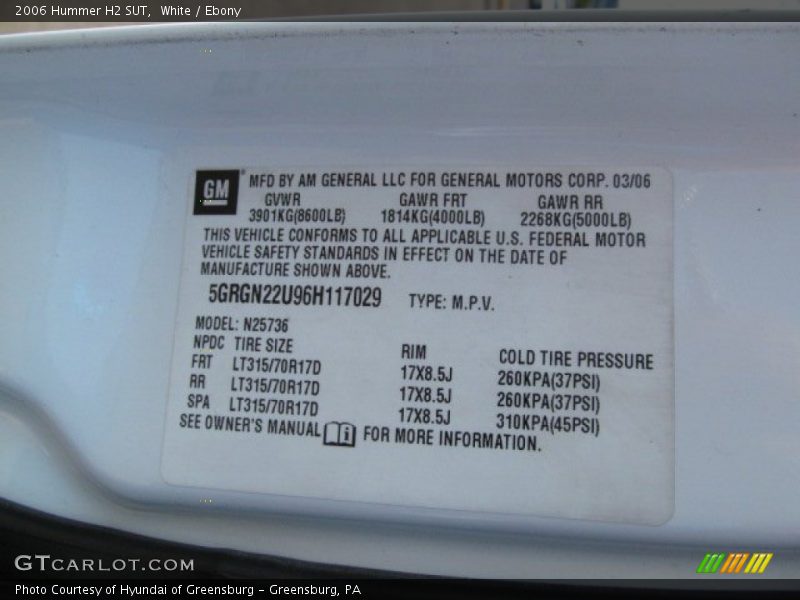 2006 Hummer H2 SUT,  White / Ebony
GM MFD BY AM GENERAL LLC FOR GENERAL MOTORS CORP. 03/06
GVWR GAWR FRT GAWR RR
3901KG(8600LB) 1814KG(4000LB) 2268KG(5000LB)
THIS VEHICLE CONFORMS TO ALL APPLICABLE U.S. FEDERAL MOTOR
VEHICLE SAFETY STANDARDS IN EFFECT ON THE DATE OF
MANUFACTURE SHOWN ABOVE.
5GRGN22U96H117029 TYPE: M.P.V.
MODEL: N25736
NPDC TIRE SIZE RIM COLD TIRE PRESSURE
FRT LT315/70R17D 17X8.5J 260KPA(37PSI)
RR LT315/70R17D 17X8.5J 260KPA(37PSI)
SPA LT315/70R17D 17X8.5J 310KPA(45PSI)
SEE OWNER'S MANUAL FOR MORE INFORMATION.
GTCARLOT.COM
Photo Courtesy of Hyundai of Greensburg - Greensburg, PA